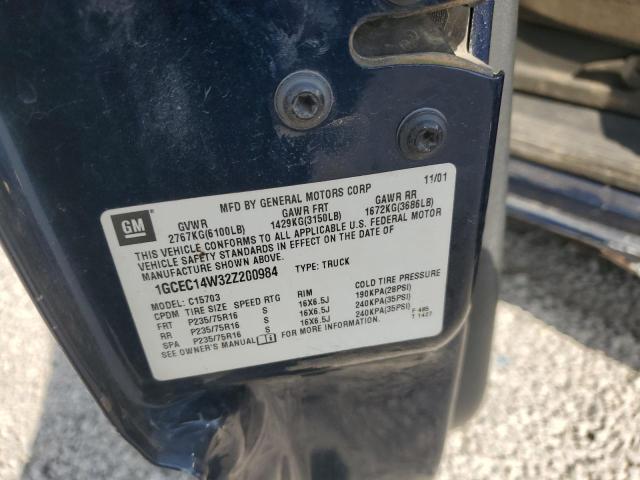 MFD BY GENERAL MOTORS CORP 11/01
GM
GVWR GAWR FRT GAWR RR
2767KG(6100LB) 1429KG(3150LB) 1672KG(3686LB)
THIS VEHICLE CONFORMS TO ALL APPLICABLE U.S. FEDERAL MOTOR
VEHICLE SAFETY STANDARDS IN EFFECT ON THE DATE OF
MANUFACTURE SHOWN ABOVE.
1GCEC14W32Z200984 TYPE: TRUCK
MODEL: C15703
CPDM TIRE SIZE SPEED RTG RIM COLD TIRE PRESSURE
FRT P235/75R16 S 16X6.5J 190KPA(28PSI)
RR P235/75R16 S 16X6.5J 240KPA(35PSI)
SPA P235/75R16 S 16X6.5J 240KPA(35PSI)
SEE OWNER'S MANUAL FOR MORE INFORMATION.
F 485
T 1427